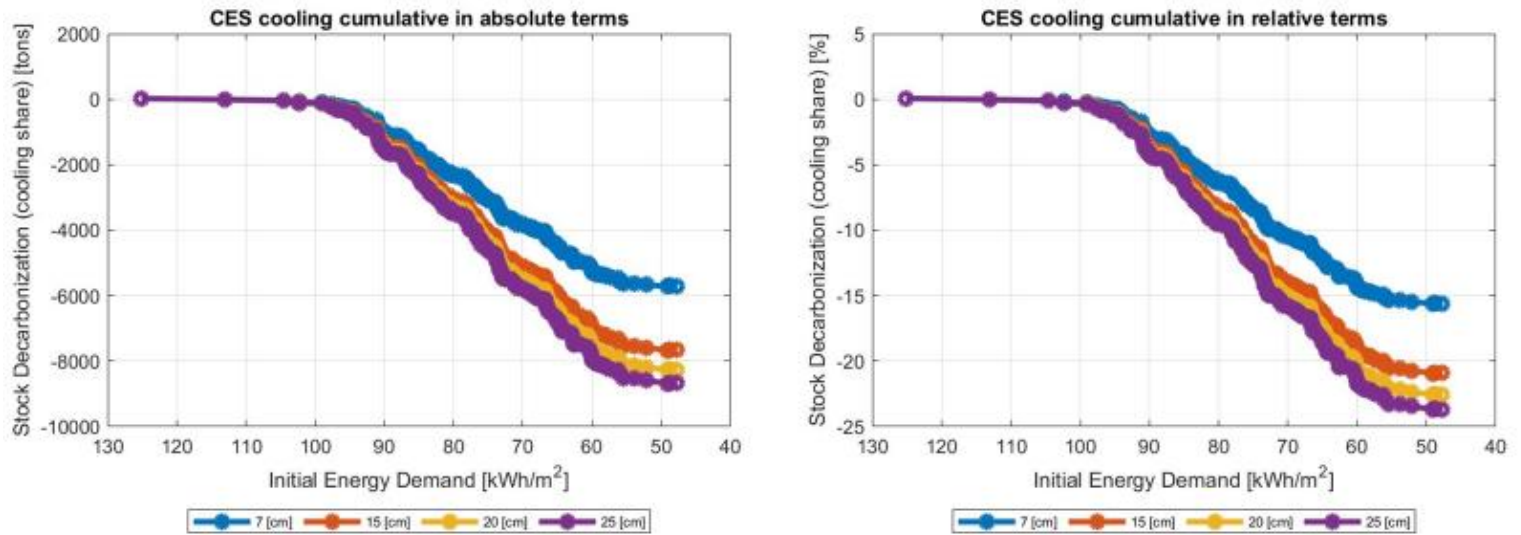 CES cooling cumulative in absolute terms
Stock Decarbonization (cooling share) [tons]
2000
0
-2000
-4000
-6000
-8000
-10000
130 120 110 100 90 80 70 60 50 40
Initial Energy Demand [kWh/m²]
7 [cm] 15 [cm] 20 [cm] 25 [cm]
CES cooling cumulative in relative terms
Stock Decarbonization (cooling share) [%]
5
0
-5
-10
-15
-20
-25
130 120 110 100 90 80 70 60 50 40
Initial Energy Demand [kWh/m²]
7 [cm] 15 [cm] 20 [cm] 25 [cm]